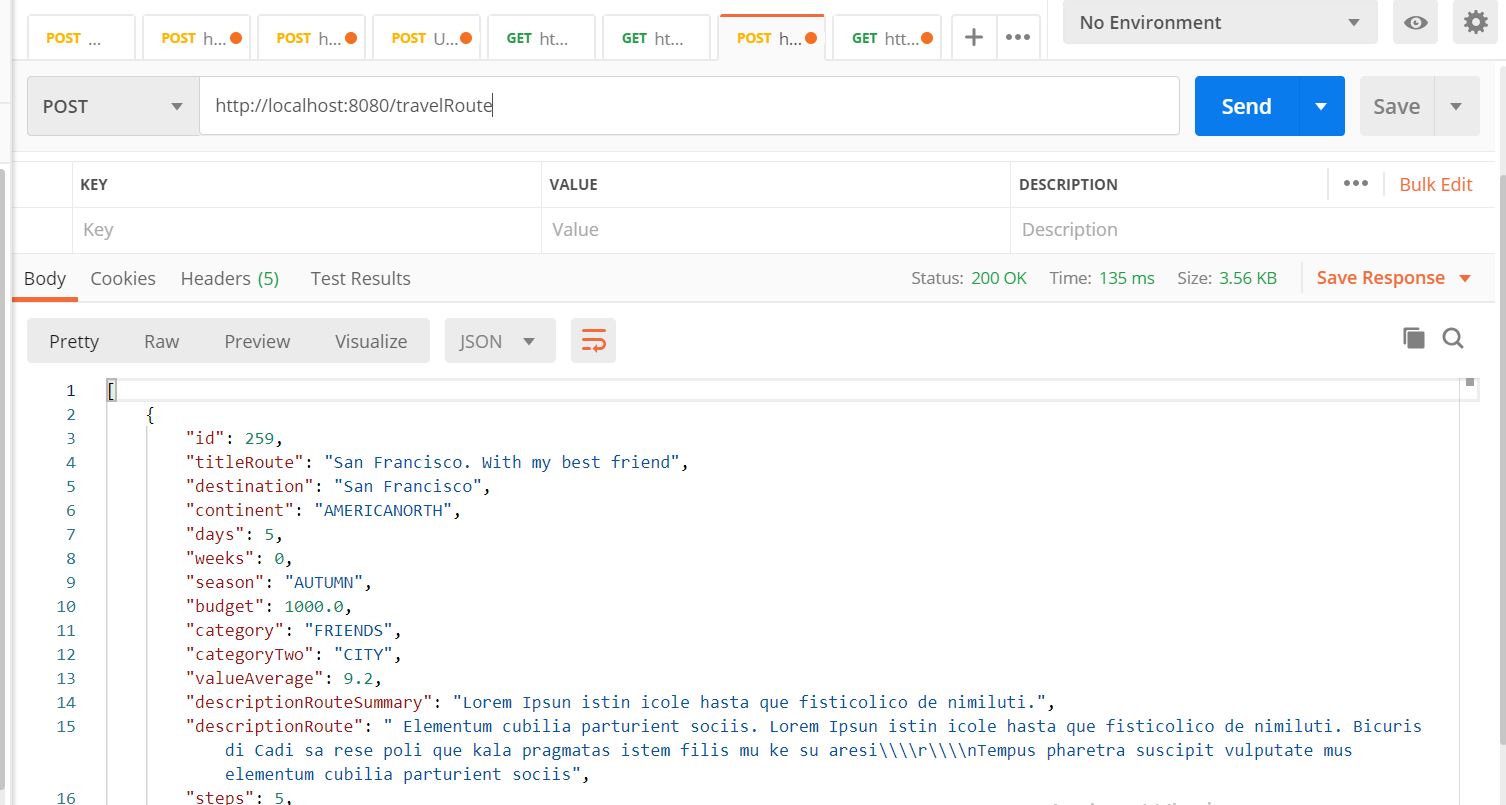 POST ... POST h... POST h... POST U... GET ht... GET ht... POST h... GET htt... + ••• No Environment
POST http://localhost:8080/travelRoute Send Save
KEY VALUE DESCRIPTION ••• Bulk Edit
Key Value Description
Body Cookies Headers (5) Test Results Status: 200 OK Time: 135 ms Size: 3.56 KB Save Response
Pretty Raw Preview Visualize JSON
1 [
2 {
3 "id": 259,
4 "titleRoute": "San Francisco. With my best friend",
5 "destination": "San Francisco",
6 "continent": "AMERICANORTH",
7 "days": 5,
8 "weeks": 0,
9 "season": "AUTUMN",
10 "budget": 1000.0,
11 "category": "FRIENDS",
12 "categoryTwo": "CITY",
13 "valueAverage": 9.2,
14 "descriptionRouteSummary": "Lorem Ipsun istin icole hasta que fisticolico de nimiluti.",
15 "descriptionRoute": " Elementum cubilia parturient sociis. Lorem Ipsun istin icole hasta que fisticolico de nimiluti. Bicuris
di Cadi sa rese poli que kala pragmatas istem filis mu ke su aresi\\\\r\\\\nTempus pharetra suscipit vulputate mus
elementum cubilia parturient sociis",
16 "steps": 5,